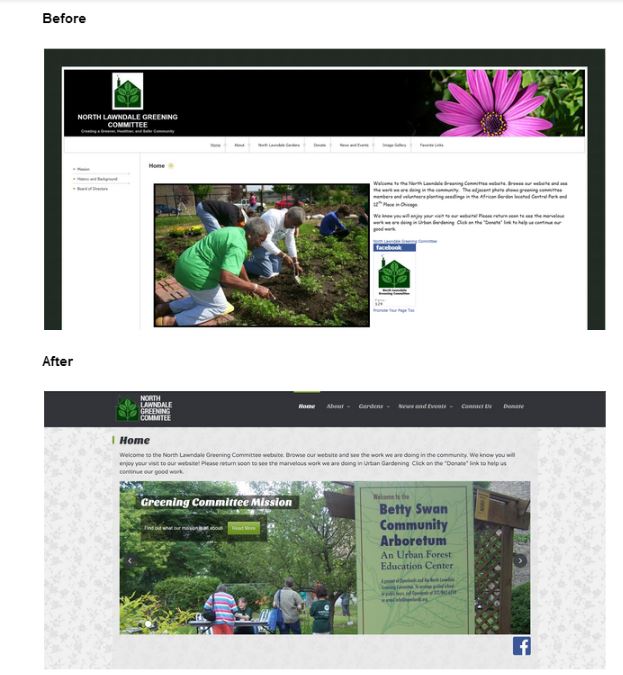 Before
NORTH LAWNDALE GREENING
COMMITTEE
Creating a Greener, Healthier, and Safer Community
Home About North Lawndale Gardens Donate News and Events Image Gallery Favorite Links
Mission
History and Background
Board of Directors
Home
Welcome to the North Lawndale Greening Committee website. Browse our website and see
the work we are doing in the community. The adjacent photo shows greening committee
members and volunteers planting seedlings in the African Garden located Central Park and
12th Place in Chicago.
We know you will enjoy your visit to our website! Please return soon to see the marvelous
work we are doing in Urban Gardening. Click on the "Donate" link to help us continue our
good work.
North Lawndale Greening Committee
facebook
North Lawndale
Greening Committee
129
Promote Your Page Too
After
NORTH
LAWNDALE
GREENING
COMMITEE
Home About Gardens News and Events Contact Us Donate
Home
Welcome to the North Lawndale Greening Committee website. Browse our website and see the work we are doing in the community. We know you will
enjoy your visit to our website! Please return soon to see the marvelous work we are doing in Urban Gardening Click on the "Donate" link to help us
continue our good work.
Greening Committee Mission
Find out what our mission is all about!
Read More
Welcome to the
Betty Swan
Community
Arboretum
An Urban Forest
Education Center